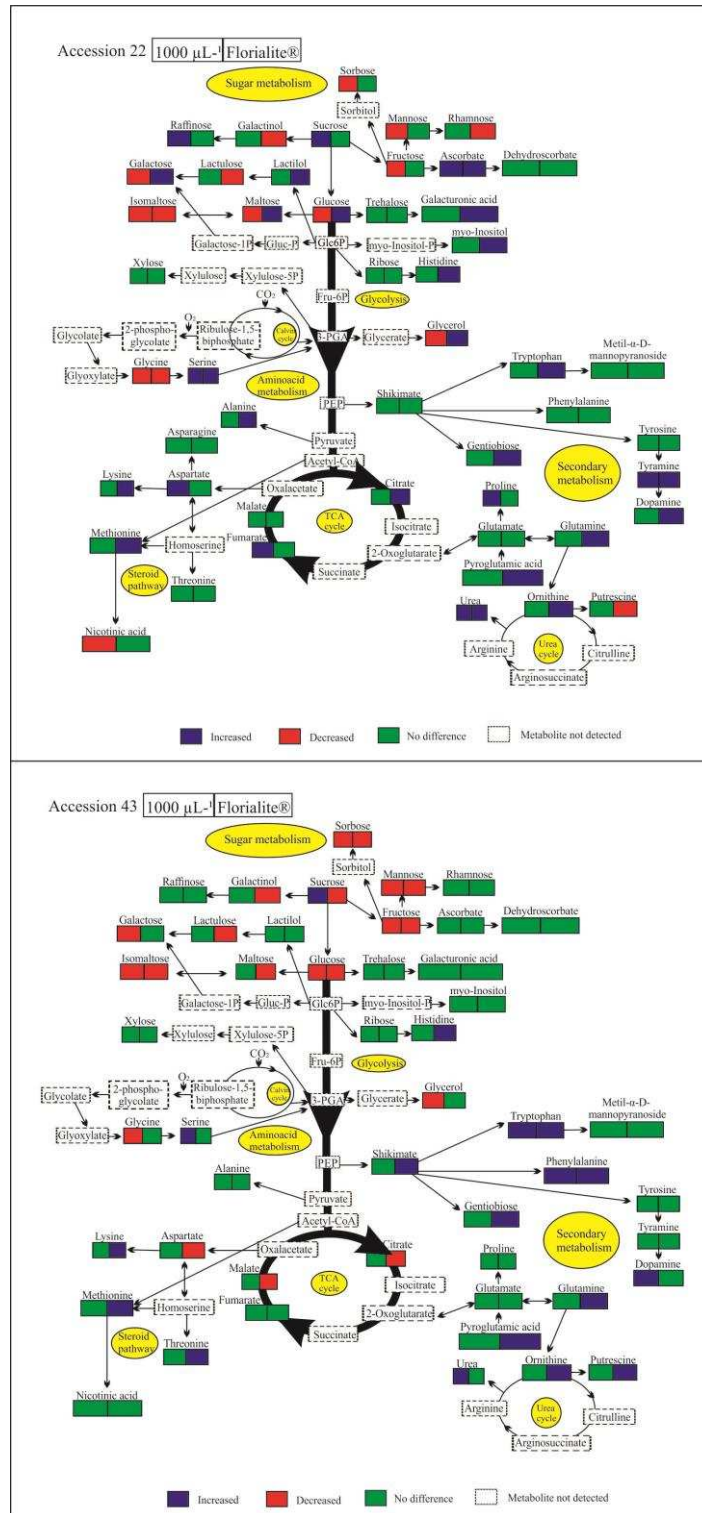 Accession 22 1000 µL-¹ Florialite®
Sugar metabolism
Sorbose
Sorbitol
Raffinose Galactinol Sucrose Mannose Rhamnose
Galactose Lactulose Lactilol Fructose Ascorbate Dehydroscorbate
Isomaltose Maltose Glucose Trehalose Galacturonic acid
Galactose-1P Gluc-P Glc6P myo-Inositol-P myo-Inositol
Xylose Xylulose Xylulose-5P Ribose Histidine
Fru-6P Glycolysis
CO₂
O₂
Glycolate 2-phospho-glycolate Ribulose-1,5-biphosphate Calvin cycle 3-PGA Glycerate Glycerol
Glyoxylate Glycine Serine
Aminoacid metabolism
Tryptophan Metil-α-D-mannopyranoside
PEP Shikimate Phenylalanine
Alanine Pyruvate
Asparagine Acetyl-CoA Gentiobiose Tyrosine
Lysine Aspartate Oxalacetate Citrate Secondary metabolism Tyramine
Malate TCA cycle Proline Dopamine
Methionine Homoserine Fumarate Isocitrate Glutamate Glutamine
2-Oxoglutarate
Steroid pathway Succinate Pyroglutamic acid
Threonine
Nicotinic acid Urea Ornithine Putrescine
Arginine Urea cycle Citrulline
Arginosuccinate
Increased Decreased No difference Metabolite not detected
Accession 43 1000 µL-¹ Florialite®
Sugar metabolism
Sorbose
Sorbitol
Raffinose Galactinol Sucrose Mannose Rhamnose
Galactose Lactulose Lactilol Fructose Ascorbate Dehydroscorbate
Isomaltose Maltose Glucose Trehalose Galacturonic acid
Galactose-1P Gluc-P Glc6P myo-Inositol-P myo-Inositol
Xylose Xylulose Xylulose-5P Ribose Histidine
Fru-6P Glycolysis
CO₂
O₂
Glycolate 2-phospho-glycolate Ribulose-1,5-biphosphate Calvin cycle 3-PGA Glycerate Glycerol
Glyoxylate Glycine Serine
Aminoacid metabolism
Tryptophan Metil-α-D-mannopyranoside
PEP Shikimate Phenylalanine
Alanine Pyruvate
Acetyl-CoA Gentiobiose Tyrosine
Lysine Aspartate Oxalacetate Citrate Secondary metabolism Tyramine
Malate TCA cycle Proline Dopamine
Methionine Homoserine Fumarate Isocitrate Glutamate Glutamine
2-Oxoglutarate
Steroid pathway Succinate Pyroglutamic acid
Threonine
Nicotinic acid Urea Ornithine Putrescine
Arginine Urea cycle Citrulline
Arginosuccinate
Increased Decreased No difference Metabolite not detected